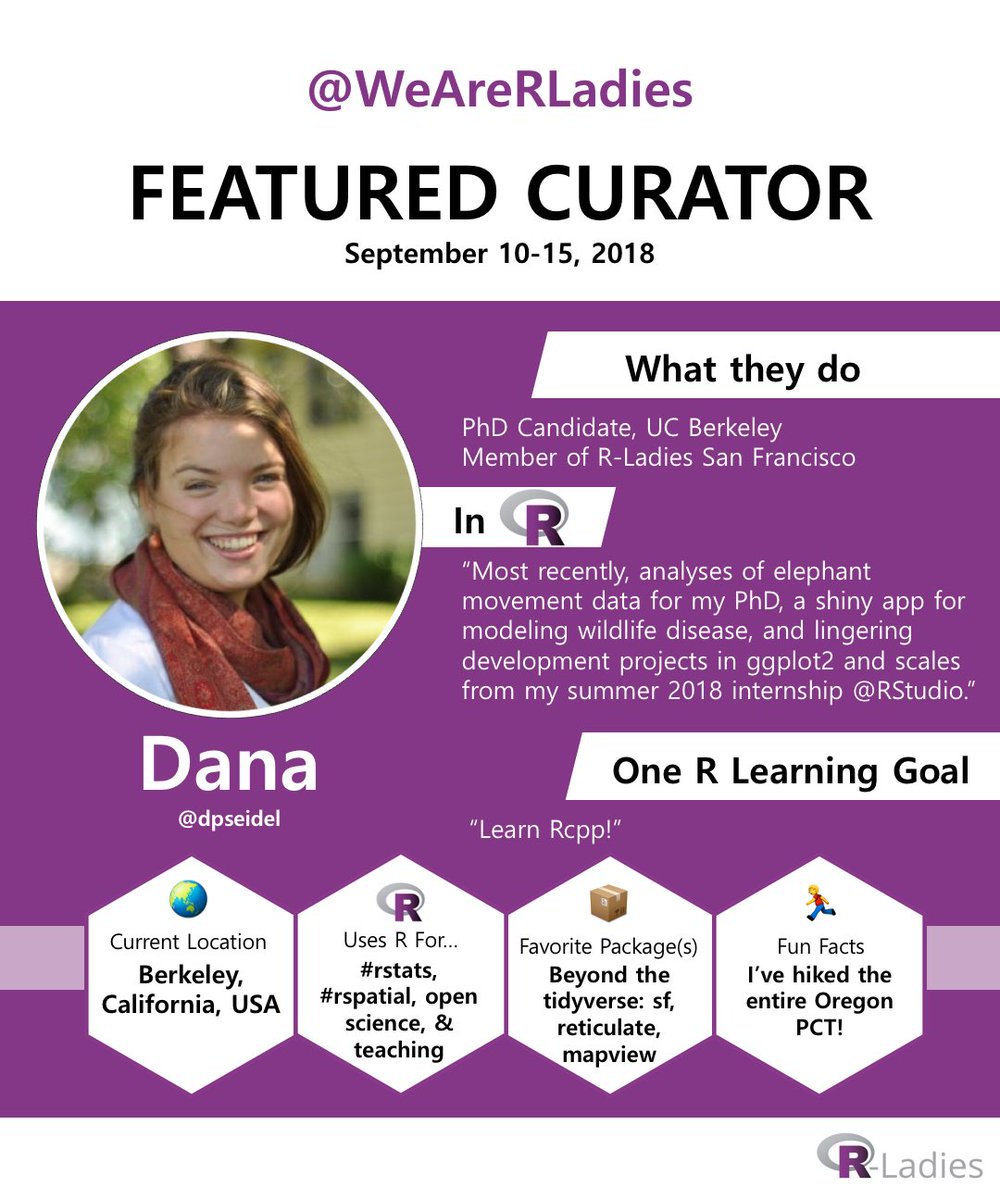 @WeAreRLadies
FEATURED CURATOR
September 10-15, 2018
What they do
PhD Candidate, UC Berkeley
Member of R-Ladies San Francisco
In R
“Most recently, analyses of elephant
movement data for my PhD, a shiny app for
modeling wildlife disease, and lingering
development projects in ggplot2 and scales
from my summer 2018 internship @RStudio.”
Dana
@dpseidel
One R Learning Goal
“Learn Rcpp!”
Current Location
Berkeley,
California, USA
R
Uses R For...
#rstats,
#rspatial, open
science, &
teaching
Favorite Package(s)
Beyond the
tidyverse: sf,
reticulate,
mapview
Fun Facts
I’ve hiked the
entire Oregon
PCT!
R-Ladies